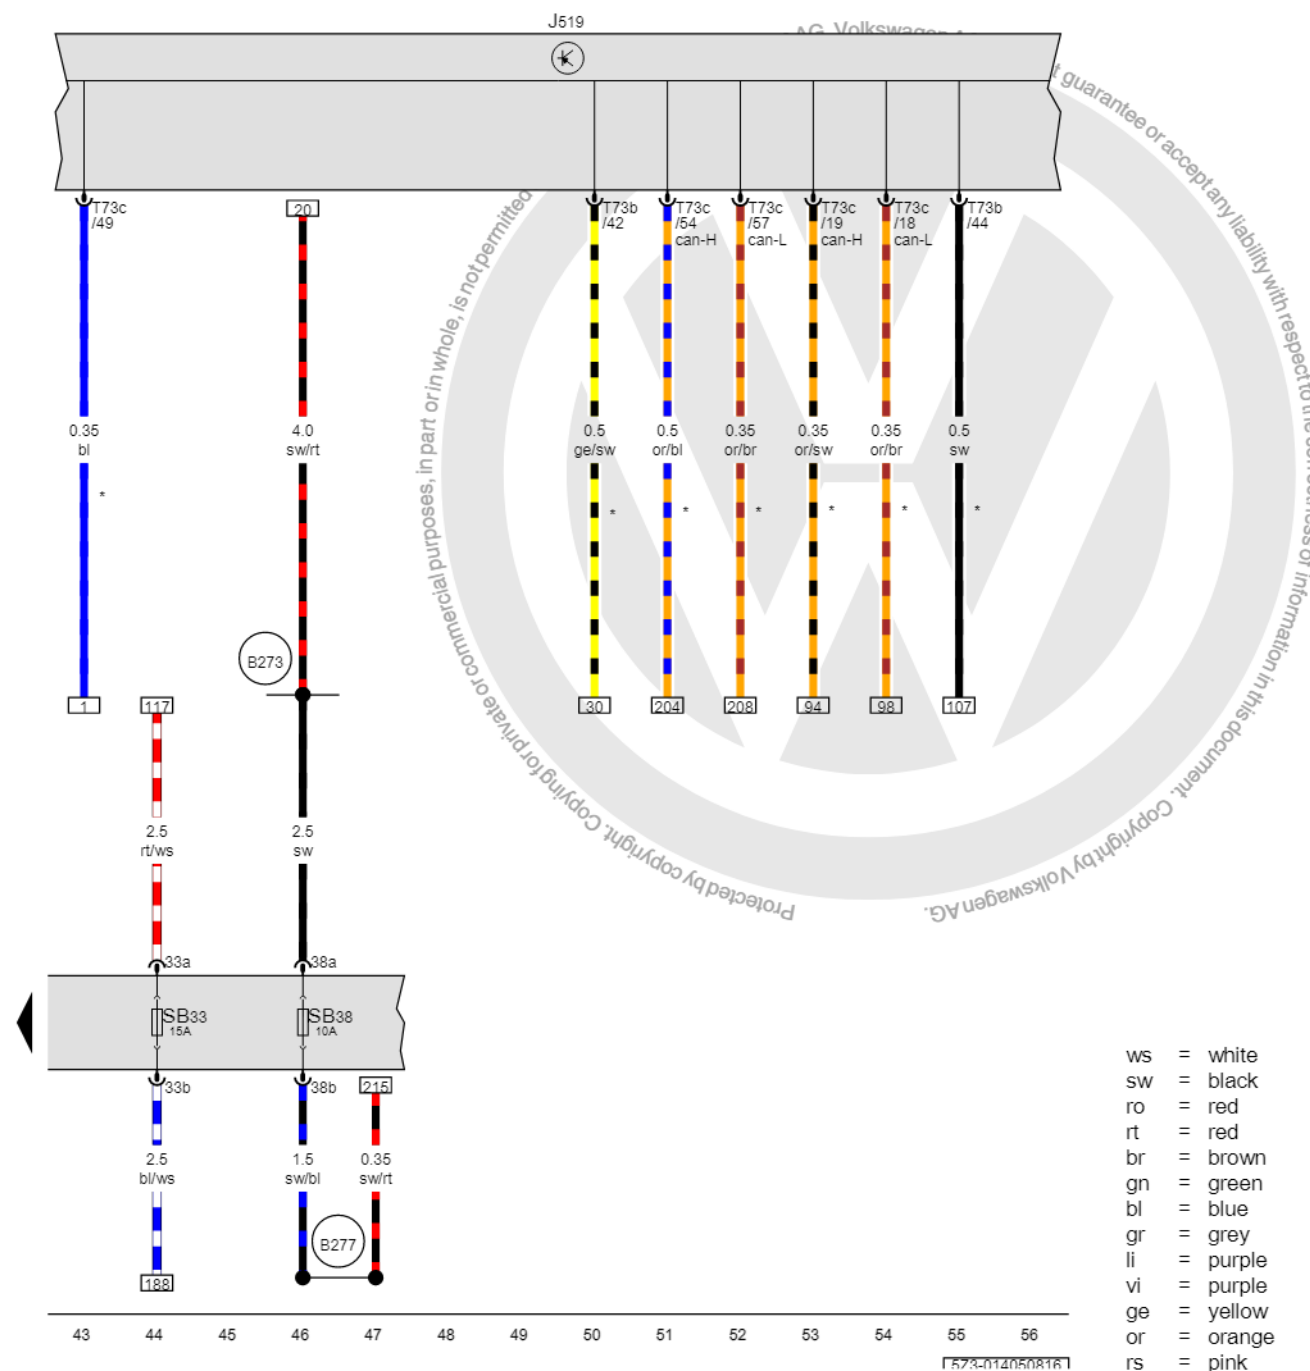 J519
AG. Volkswagen
t guarantee or accept any liability with respect to the correctness of information in this document. Copyright by Volkswagen AG.
Protected by copyright. Copying for private or commercial purposes, in part or in whole, is not permitted
T73c
/49
20
T73b
/42
T73c
/54
can-H
T73c
/57
can-L
T73c
/19
can-H
T73c
/18
can-L
T73b
/44
0.35
bl
4.0
sw/rt
0.5
ge/sw
0.5
or/bl
0.35
or/br
0.35
or/sw
0.35
or/br
0.5
sw
* * * * * * *
B273
1
117
30
204
208
94
98
107
2.5
rt/ws
2.5
sw
33a
38a
SB33
15A
SB38
10A
33b
38b
215
2.5
bl/ws
1.5
sw/bl
0.35
sw/rt
B277
188
43 44 45 46 47 48 49 50 51 52 53 54 55 56
573-014050816
ws = white
sw = black
ro = red
rt = red
br = brown
gn = green
bl = blue
gr = grey
li = purple
vi = purple
ge = yellow
or = orange
rs = pink